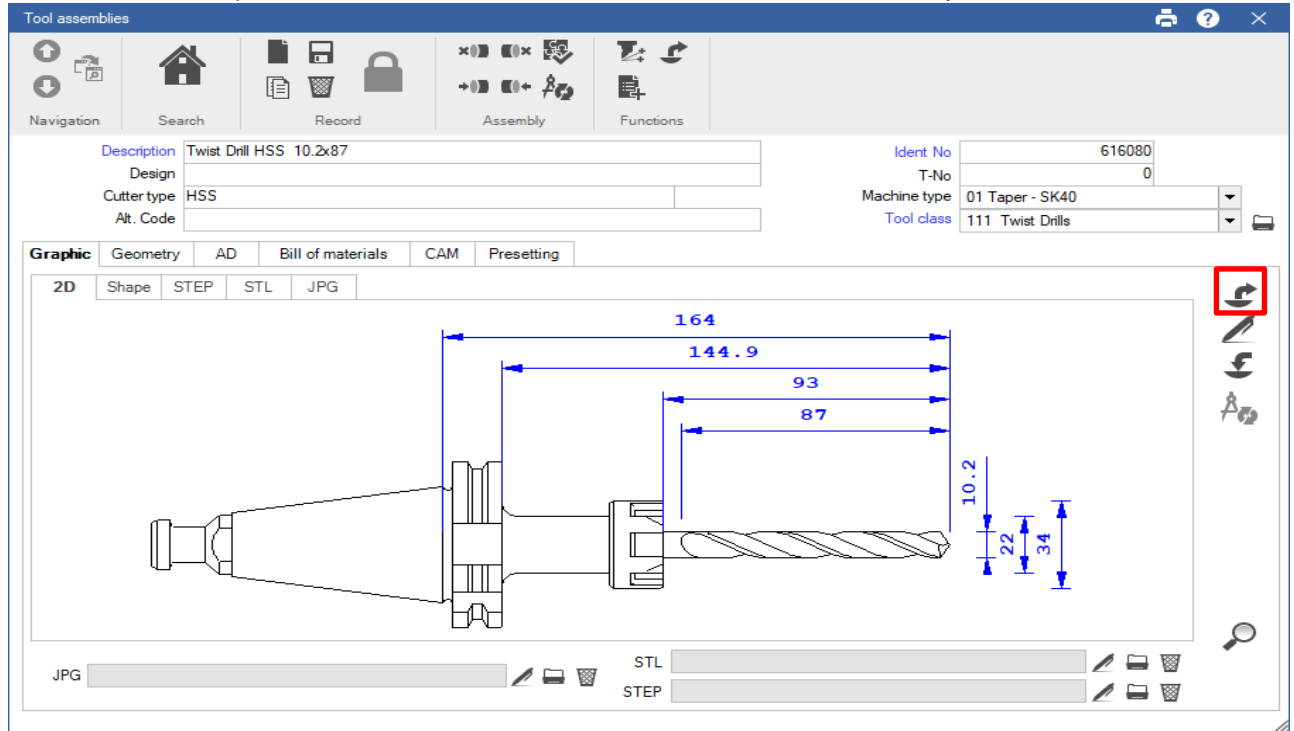 Tool assemblies
Navigation Search Record Assembly Functions
Description Twist Drill HSS 10.2x87 Ident No 616080
Design T-No 0
Cutter type HSS Machine type 01 Taper - SK40
Alt. Code Tool class 111 Twist Drills
Graphic Geometry AD Bill of materials CAM Presetting
2D Shape STEP STL JPG
164
144.9
93
87
10.2
22
34
JPG STL
STEP